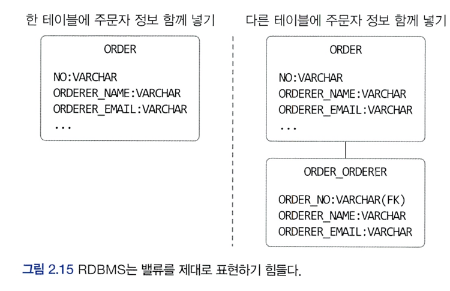 한 테이블에 주문자 정보 함께 넣기
ORDER
NO:VARCHAR
ORDERER_NAME:VARCHAR
ORDERER_EMAIL:VARCHAR
...
다른 테이블에 주문자 정보 함께 넣기
ORDER
NO:VARCHAR
ORDERER_NAME:VARCHAR
ORDERER_EMAIL:VARCHAR
...
ORDER_ORDERER
ORDER_NO:VARCHAR(FK)
ORDERER_NAME:VARCHAR
ORDERER_EMAIL:VARCHAR
그림 2.15 RDBMS는 밸류를 제대로 표현하기 힘들다.